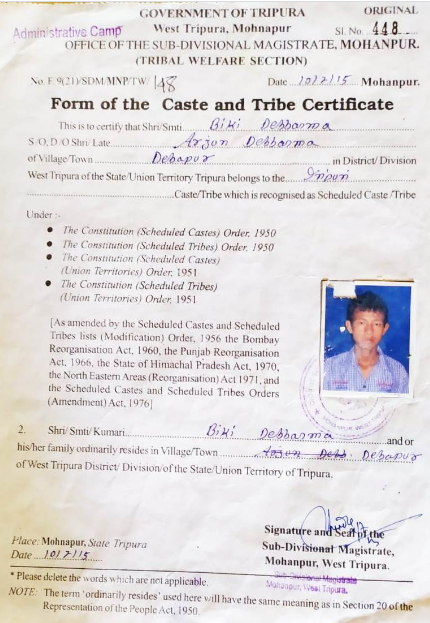 GOVERNMENT OF TRIPURA
ORIGINAL
Administrative Camp
West Tripura, Mohnapur
Sl. No. 448
OFFICE OF THE SUB-DIVISIONAL MAGISTRATE, MOHANPUR.
(TRIBAL WELFARE SECTION)
No. F.9(21)/SDM/MNP/TW/ 148
Date 10/7/15 Mohanpur.
Form of the Caste and Tribe Certificate
This is to certify that Shri/Smti Biki Debbarma
S/O, D/O Shri/ Late Arjun Debbarma
of Village/Town Debapur in District/ Division
West Tripura of the State/Union Territory Tripura belongs to the Tripuri
Caste/Tribe which is recognised as Scheduled Caste /Tribe
Under :-
• The Constitution (Scheduled Castes) Order, 1950
• The Constitution (Scheduled Tribes) Order, 1950
• The Constitution (Scheduled Castes)
(Union Territories) Order, 1951
• The Constitution (Scheduled Tribes)
(Union Territories) Order, 1951
[As amended by the Scheduled Castes and Scheduled
Tribes lists (Modification) Order, 1956 the Bombay
Reorganisation Act, 1960, the Punjab Reorganisation
Act, 1966, the State of Himachal Pradesh Act, 1970,
the North Eastern Areas (Reorganisation) Act 1971, and
the Scheduled Castes and Scheduled Tribes Orders
(Amendment) Act, 1976]
2. Shri/ Smti/ Kumari Biki Debbarma and or
his/her family ordinarily resides in Village/Town Arjun Debb Debapur
of West Tripura District/ Division/of the State/Union Territory of Tripura.
Signature and Seal of the
Place: Mohnapur, State Tripura
Sub-Divisional Magistrate,
Date 10/7/15
Mohanpur, West Tripura.
Sub-Divisional Magistrate
Mohanpur, West Tripura.
* Please delete the words which are not applicable.
NOTE: The term 'ordinarily resides' used here will have the same meaning as in Section 20 of the
Representation of the People Act, 1950.